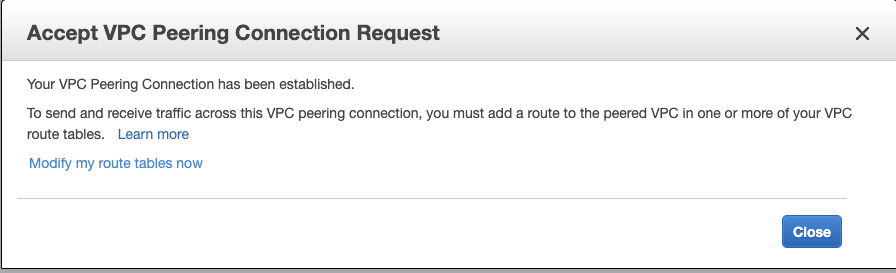 Accept VPC Peering Connection Request
Your VPC Peering Connection has been established.
To send and receive traffic across this VPC peering connection, you must add a route to the peered VPC in one or more of your VPC
route tables. Learn more
Modify my route tables now
Close